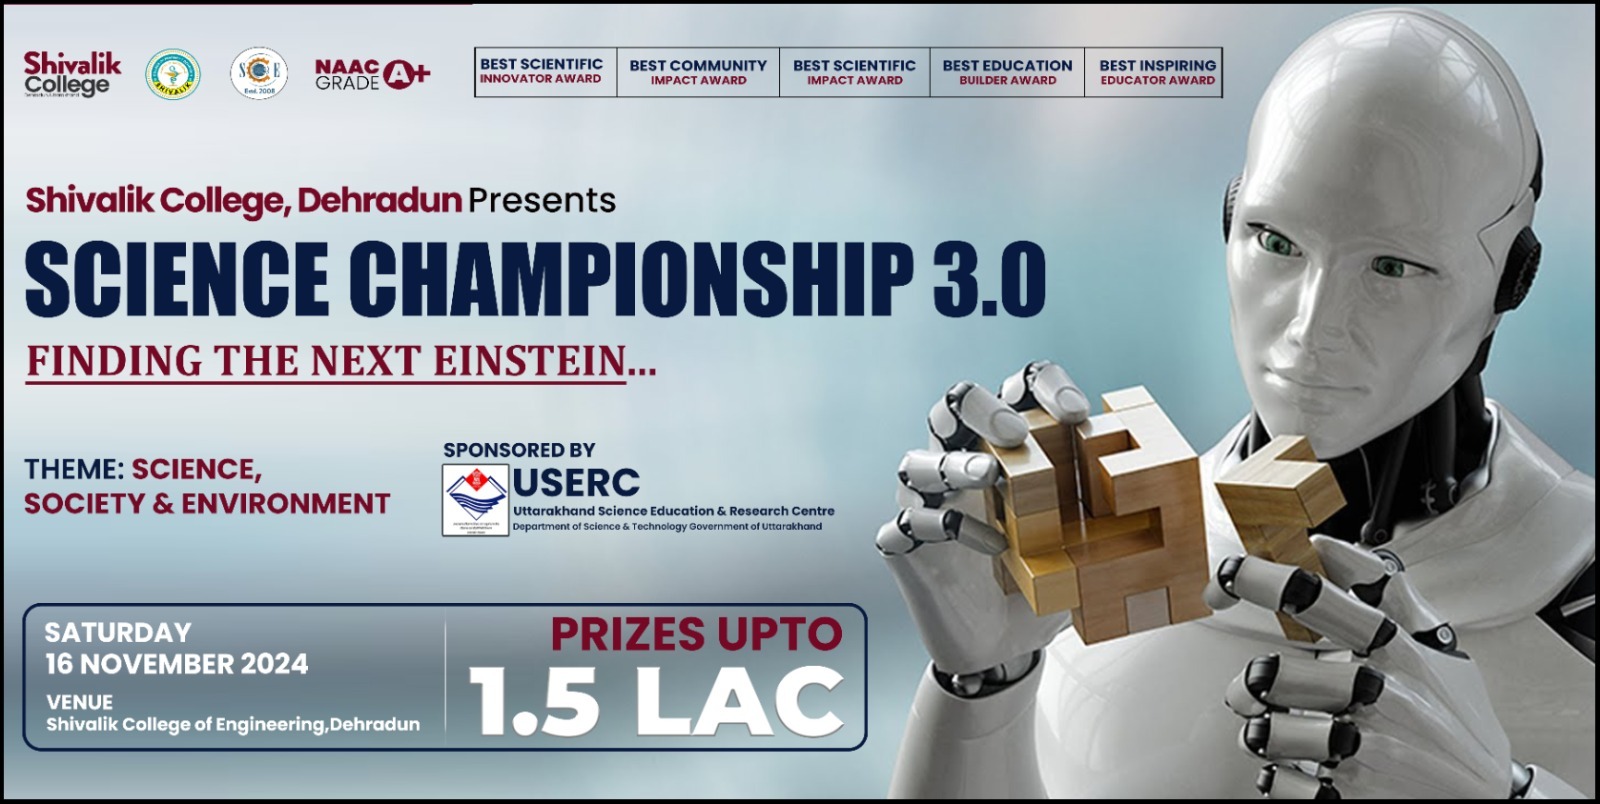 Shivalik
College
SHIVALIK
S C E
Estd. 2008
NAAC
GRADE A+
BEST SCIENTIFIC
INNOVATOR AWARD
BEST COMMUNITY
IMPACT AWARD
BEST SCIENTIFIC
IMPACT AWARD
BEST EDUCATION
BUILDER AWARD
BEST INSPIRING
EDUCATOR AWARD
Shivalik College, Dehradun Presents
SCIENCE CHAMPIONSHIP 3.0
FINDING THE NEXT EINSTEIN...
THEME: SCIENCE,
SOCIETY & ENVIRONMENT
SPONSORED BY
USERC
Uttarakhand Science Education & Research Centre
Department of Science & Technology Government of Uttarakhand
SATURDAY
16 NOVEMBER 2024
VENUE
Shivalik College of Engineering,Dehradun
PRIZES UPTO
1.5 LAC